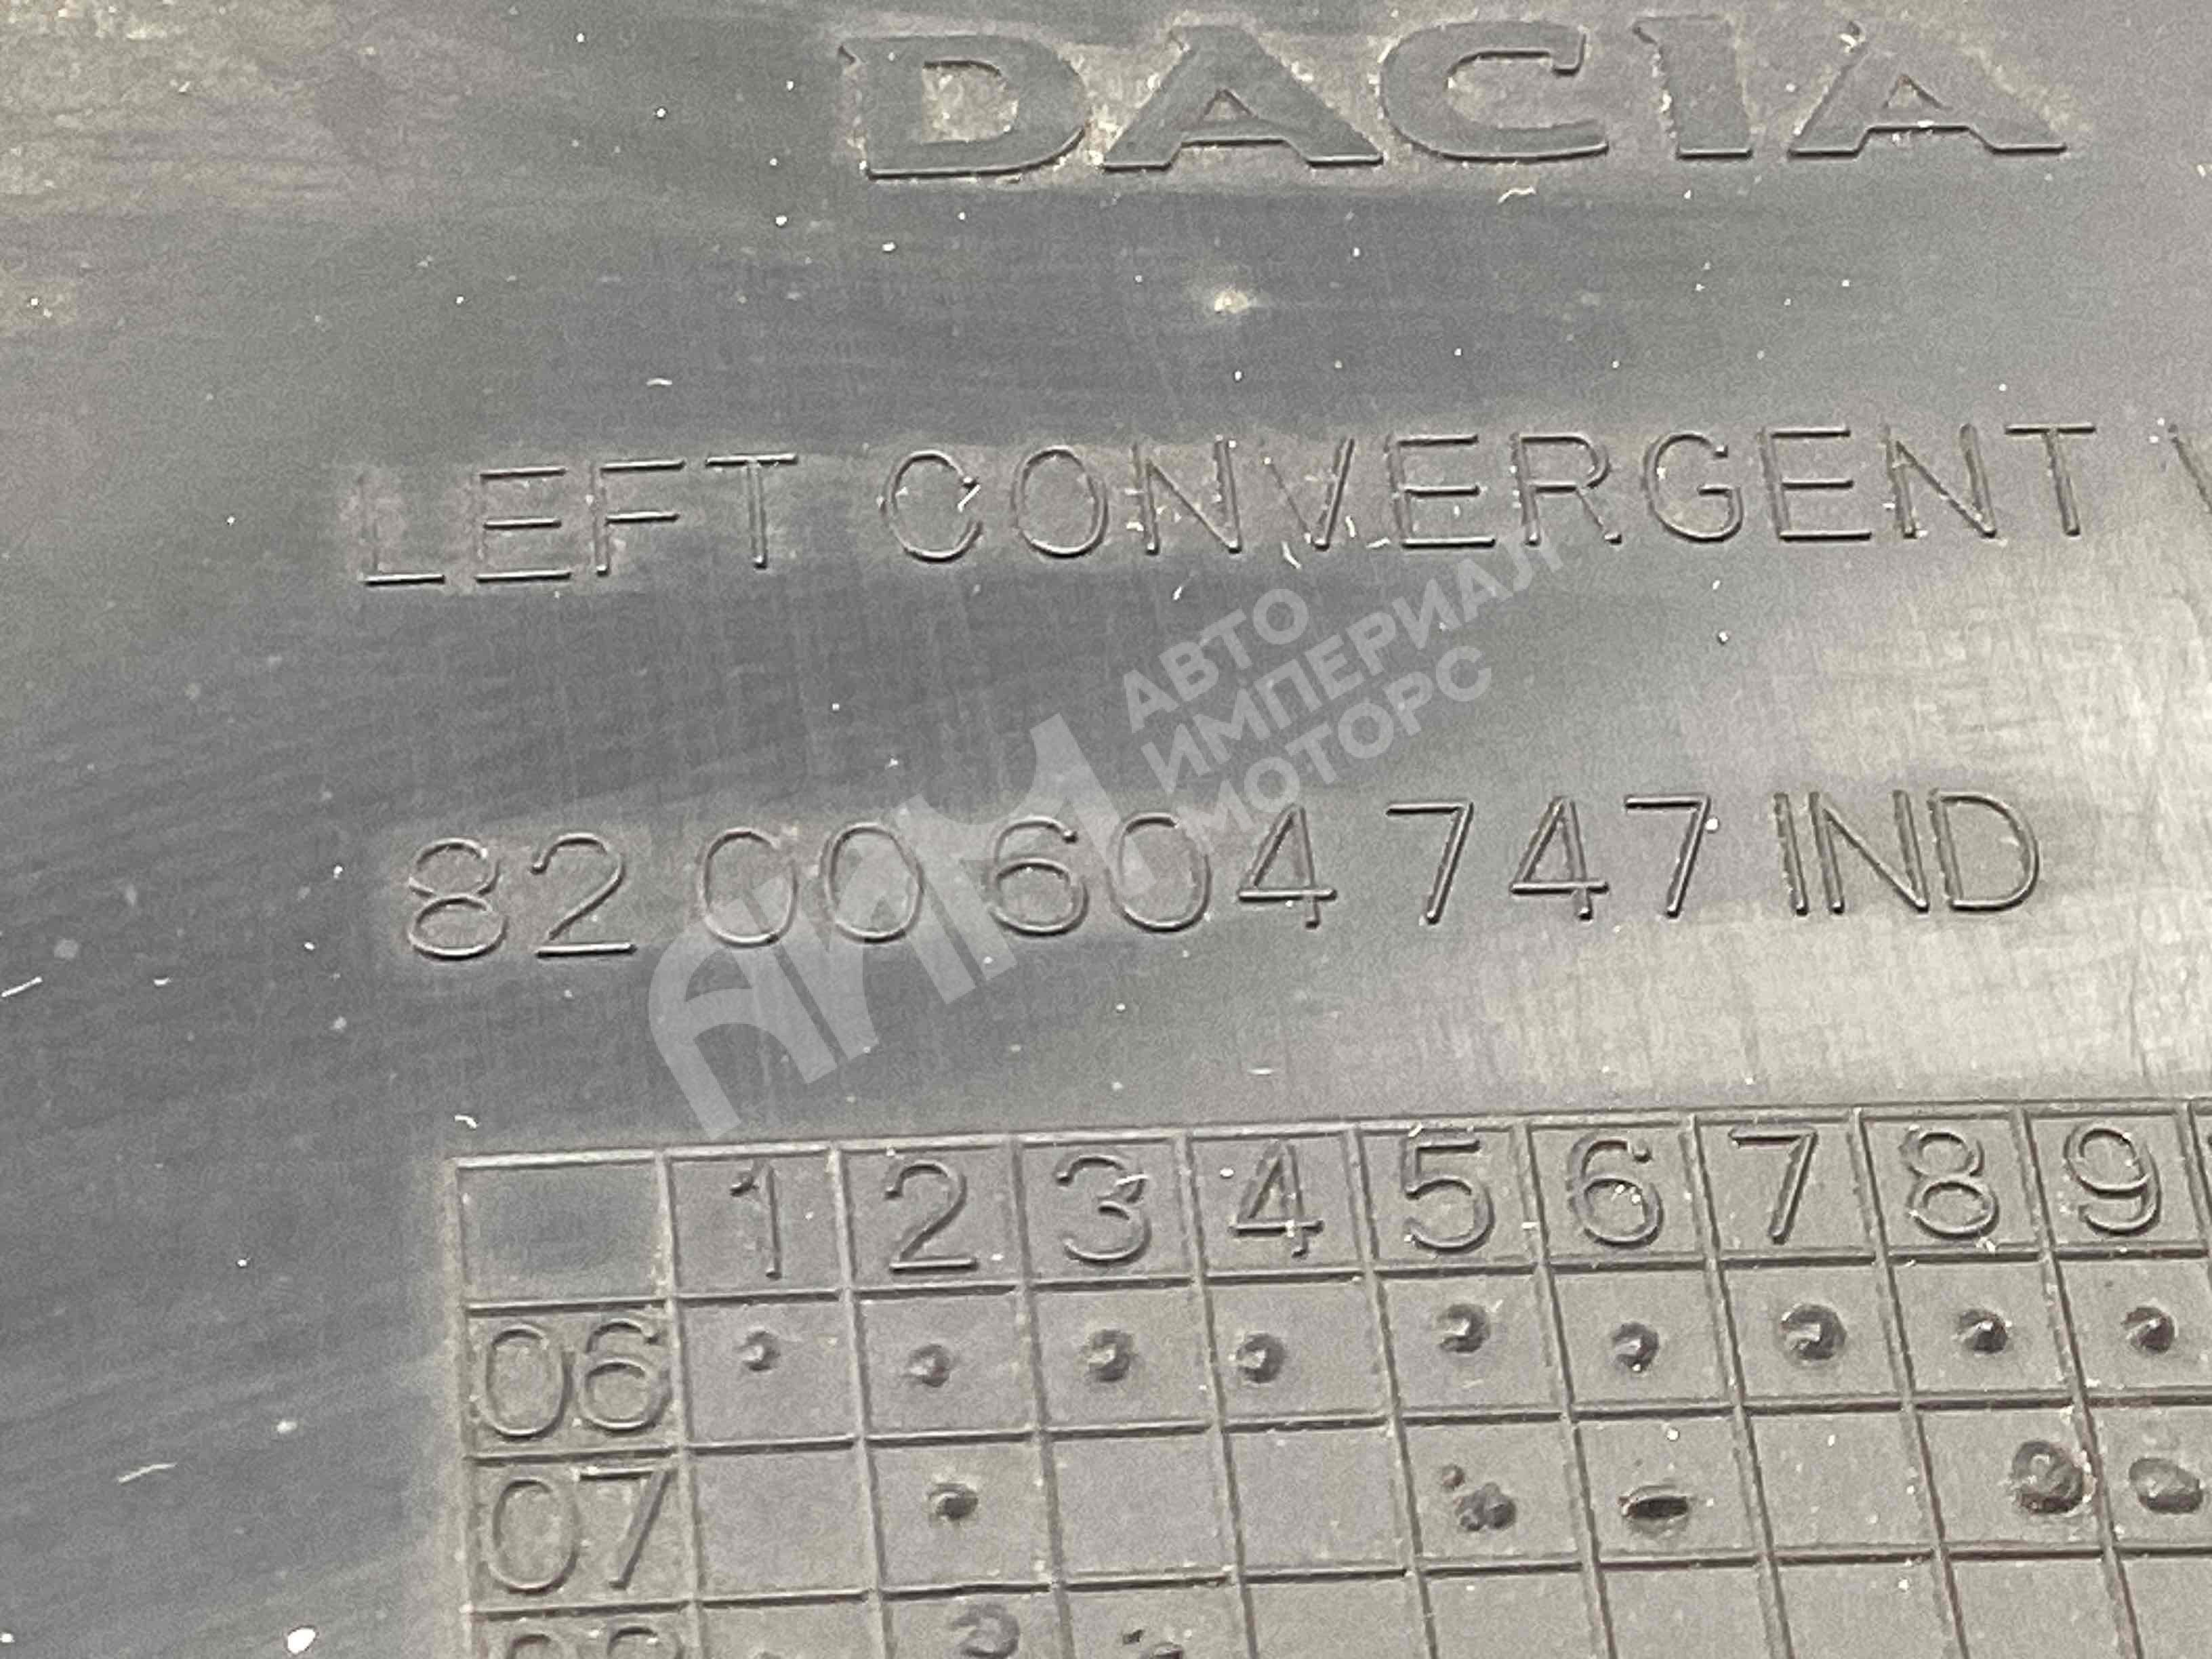 DACIA
LEFT CONVERGENT
АВТО
ИМПЕРИАЛ
МОТОРС
АИМ
82 00 604 747 IND
1 2 3 4 5 6 7 8 9
06
07